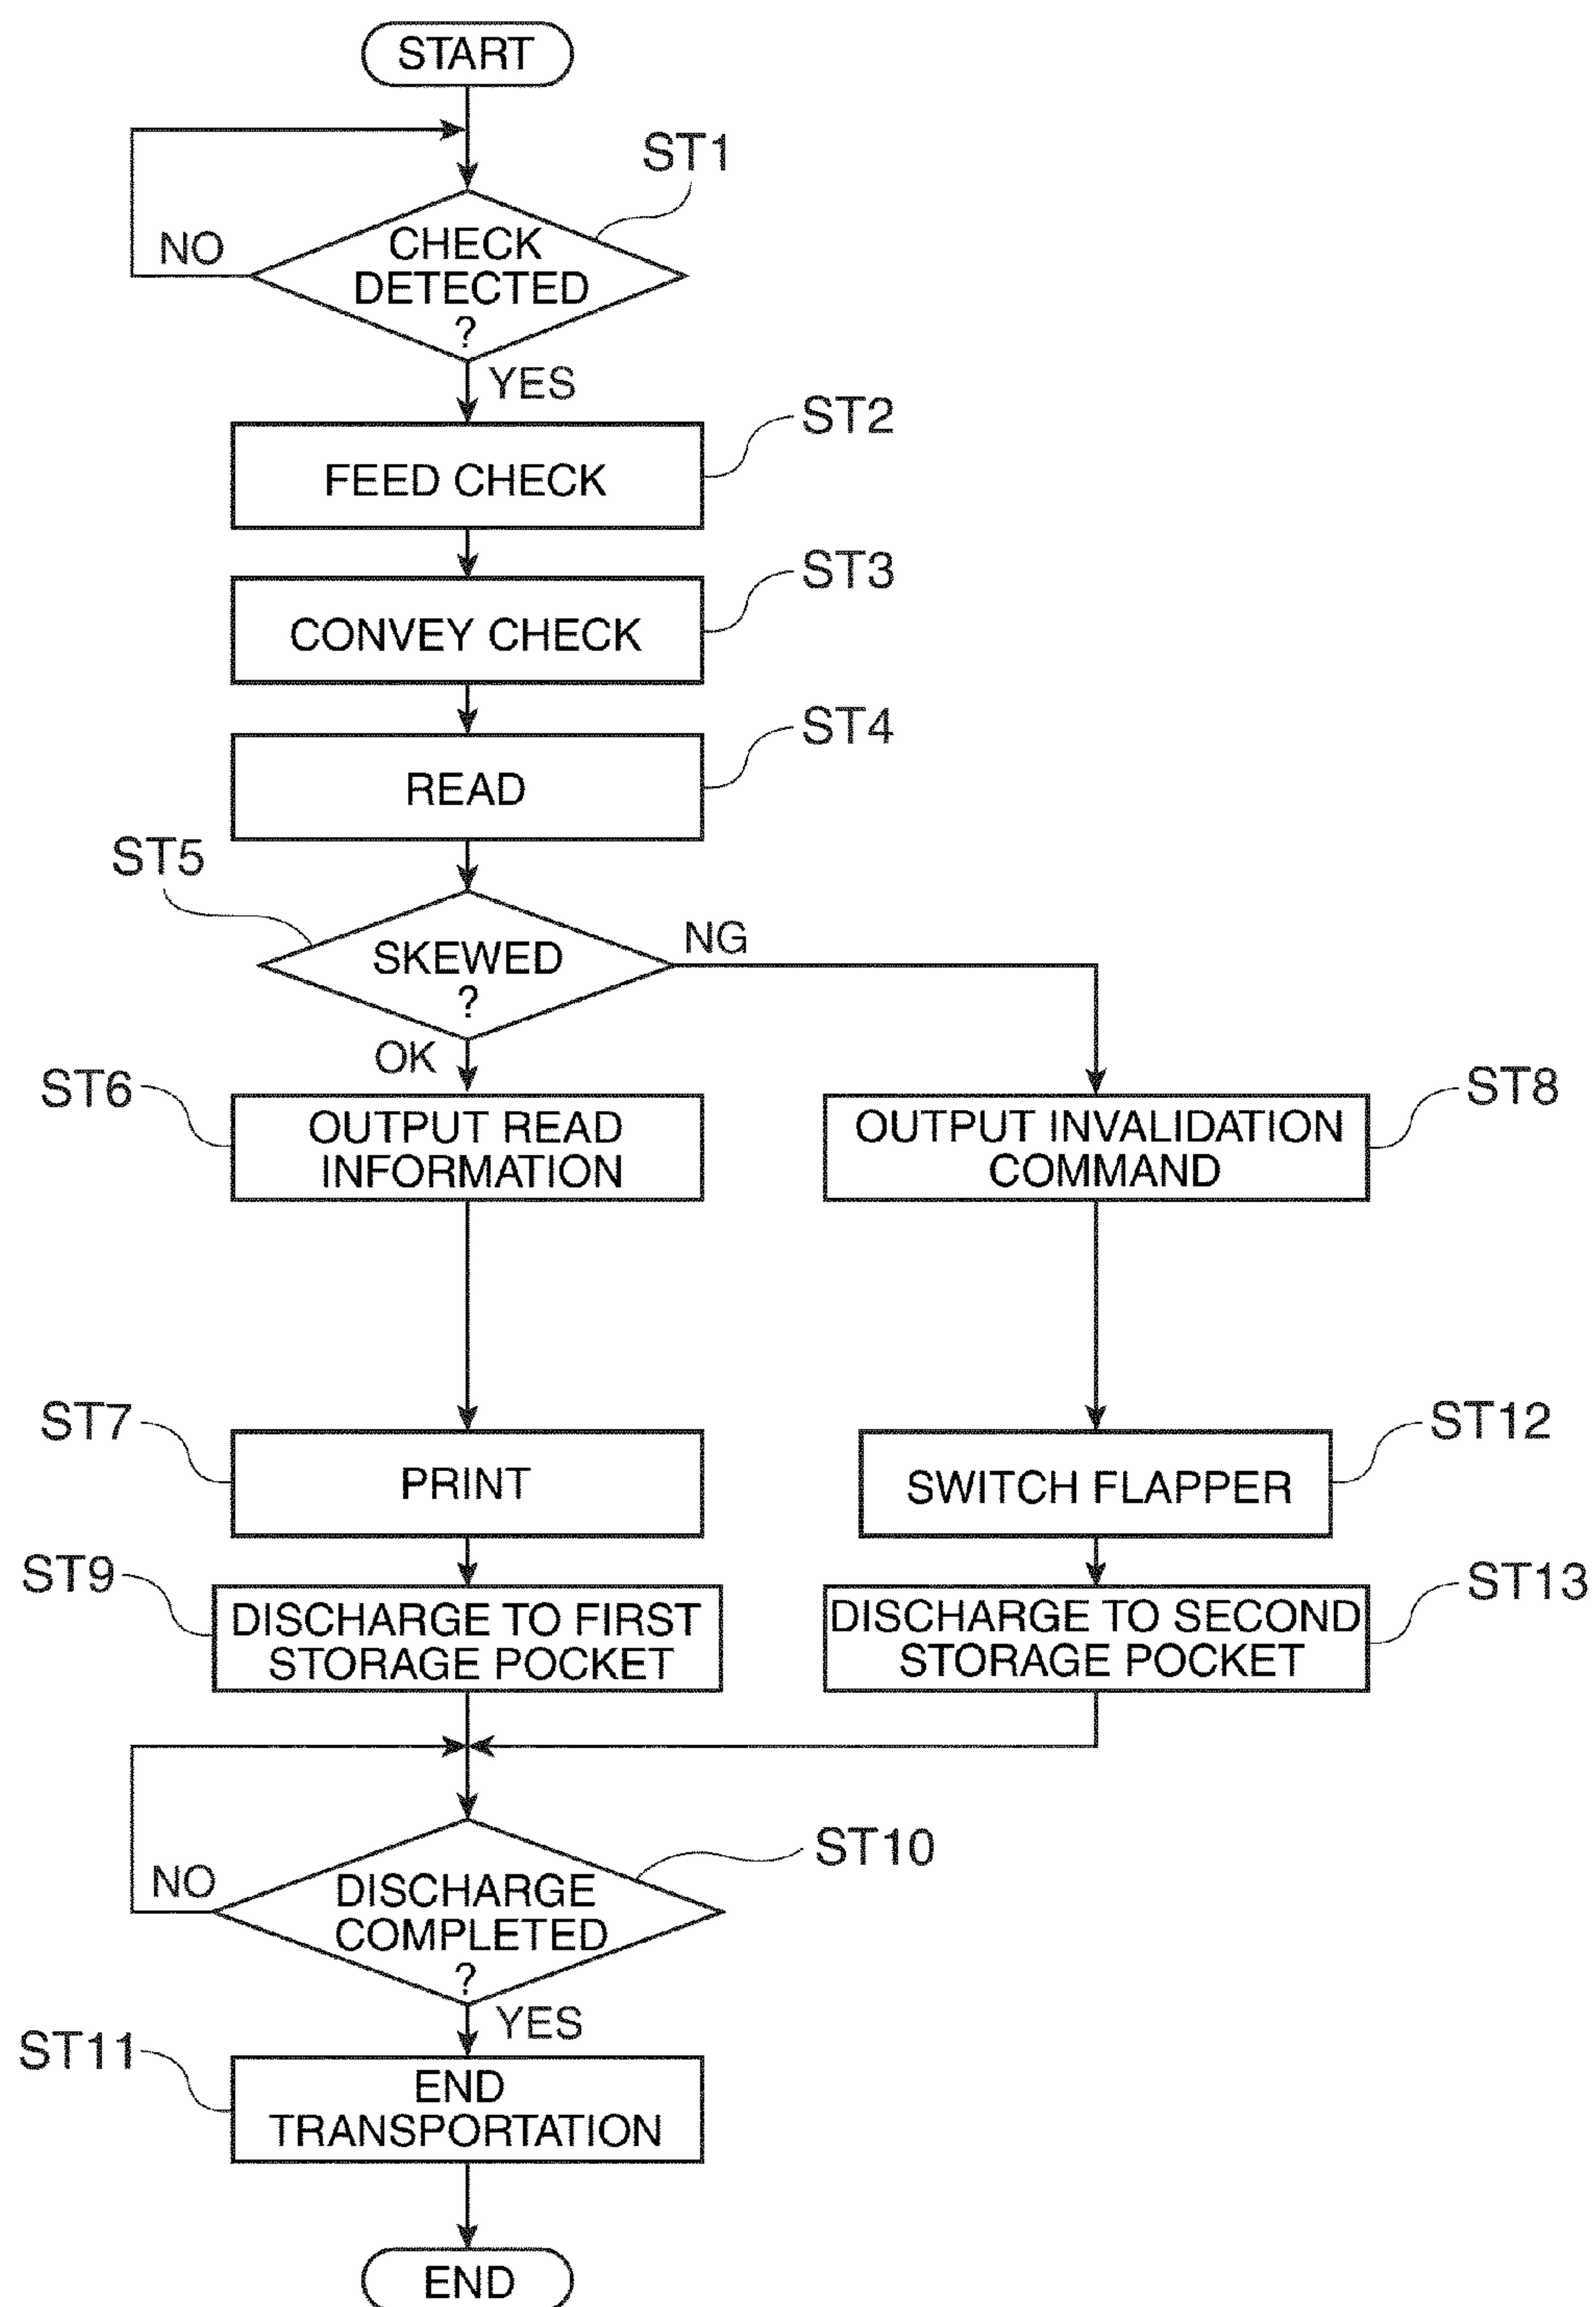 START
ST1
NO
CHECK
DETECTED
?
YES
ST2
FEED CHECK
ST3
CONVEY CHECK
ST4
READ
ST5
SKEWED
?
NG
OK
ST6
OUTPUT READ
INFORMATION
ST8
OUTPUT INVALIDATION
COMMAND
ST7
PRINT
ST12
SWITCH FLAPPER
ST9
DISCHARGE TO FIRST
STORAGE POCKET
ST13
DISCHARGE TO SECOND
STORAGE POCKET
ST10
NO
DISCHARGE
COMPLETED
?
YES
ST11
END
TRANSPORTATION
END